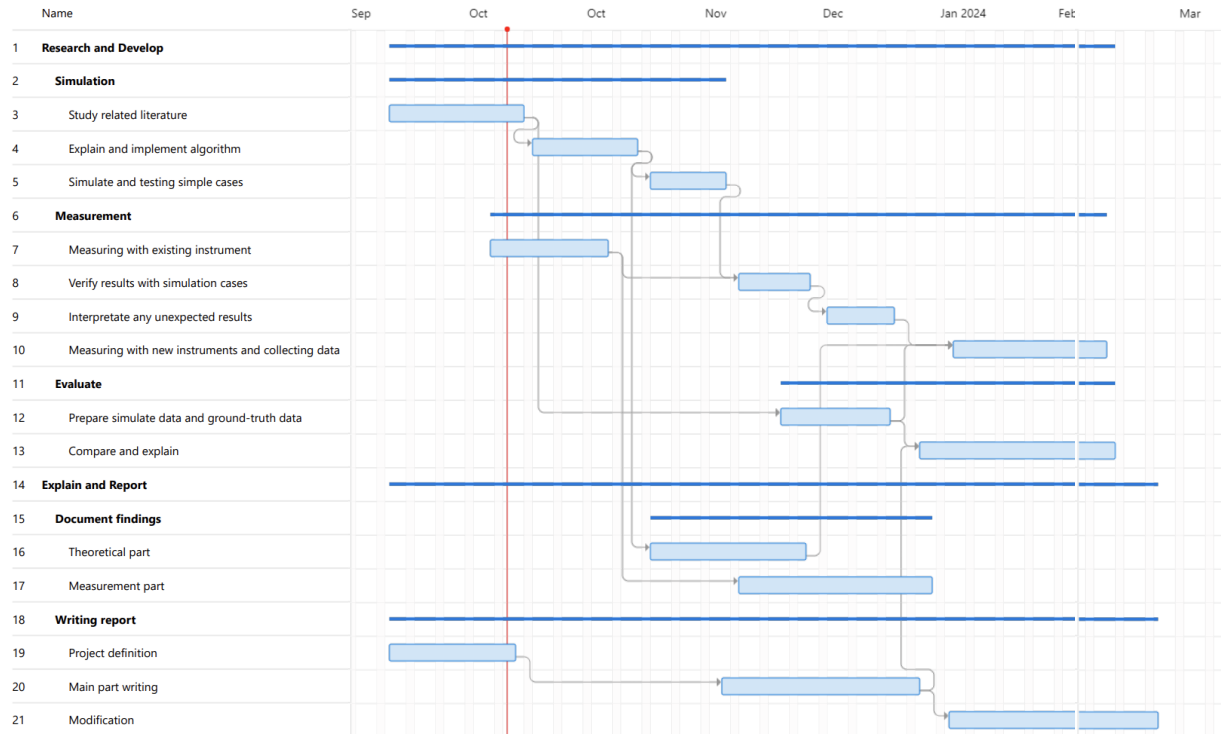 Name Sep Oct Oct Nov Dec Jan 2024 Feb Mar
1 Research and Develop
2 Simulation
3 Study related literature
4 Explain and implement algorithm
5 Simulate and testing simple cases
6 Measurement
7 Measuring with existing instrument
8 Verify results with simulation cases
9 Interpretate any unexpected results
10 Measuring with new instruments and collecting data
11 Evaluate
12 Prepare simulate data and ground-truth data
13 Compare and explain
14 Explain and Report
15 Document findings
16 Theoretical part
17 Measurement part
18 Writing report
19 Project definition
20 Main part writing
21 Modification